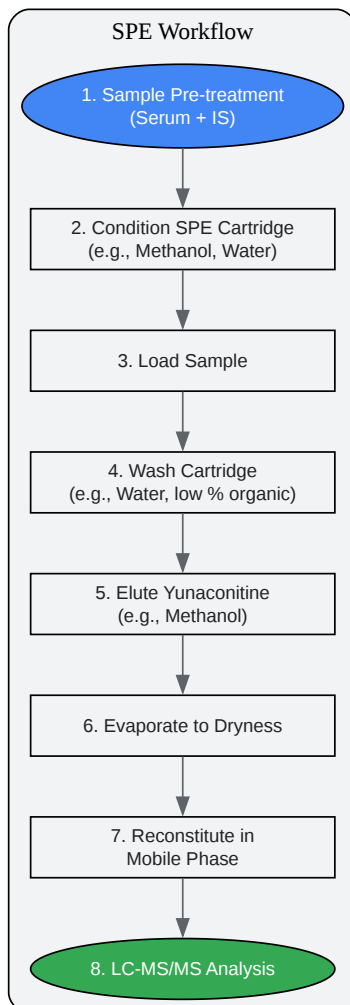 SPE Workflow
1. Sample Pre-treatment
(Serum + IS)
2. Condition SPE Cartridge
(e.g., Methanol, Water)
3. Load Sample
4. Wash Cartridge
(e.g., Water, low % organic)
5. Elute Yunaconitine
(e.g., Methanol)
6. Evaporate to Dryness
7. Reconstitute in
Mobile Phase
8. LC-MS/MS Analysis